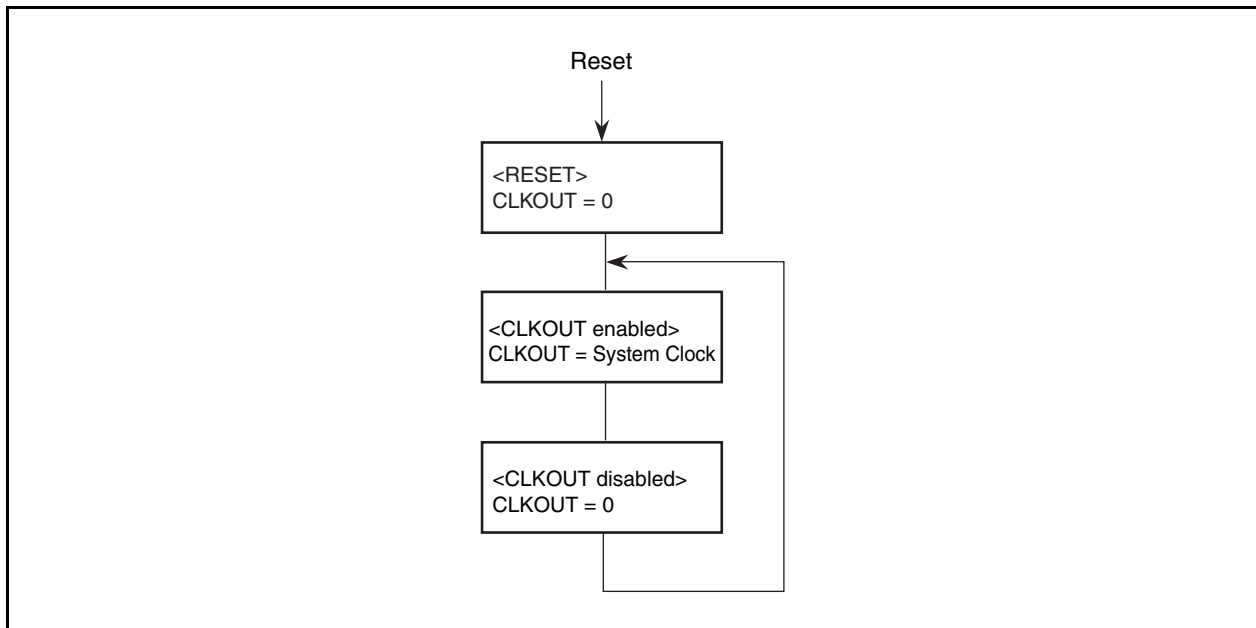 Reset
<RESET>
CLKOUT = 0
<CLKOUT enabled>
CLKOUT = System Clock
<CLKOUT disabled>
CLKOUT = 0